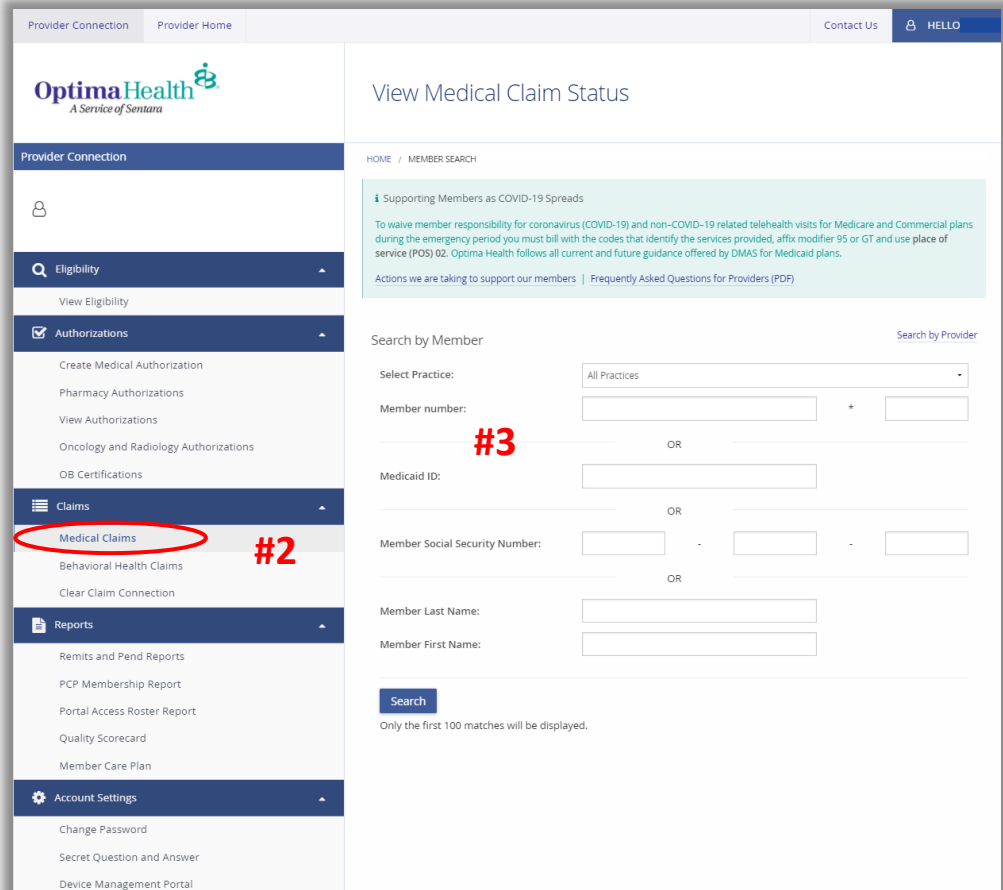 Provider Connection Provider Home Contact Us HELLO
OptimaHealth
A Service of Sentara
View Medical Claim Status
Provider Connection
HOME / MEMBER SEARCH
i Supporting Members as COVID-19 Spreads
To waive member responsibility for coronavirus (COVID-19) and non–COVID–19 related telehealth visits for Medicare and Commercial plans
during the emergency period you must bill with the codes that identify the services provided, affix modifier 95 or GT and use place of
service (POS) 02. Optima Health follows all current and future guidance offered by DMAS for Medicaid plans.
Actions we are taking to support our members | Frequently Asked Questions for Providers (PDF)
Eligibility
View Eligibility
Authorizations
Create Medical Authorization
Pharmacy Authorizations
View Authorizations
Oncology and Radiology Authorizations
OB Certifications
Claims
Medical Claims
#2
Behavioral Health Claims
Clear Claim Connection
Reports
Remits and Pend Reports
PCP Membership Report
Portal Access Roster Report
Quality Scorecard
Member Care Plan
Account Settings
Change Password
Secret Question and Answer
Device Management Portal
Search by Member Search by Provider
Select Practice: All Practices
Member number: *
#3
OR
Medicaid ID:
OR
Member Social Security Number: - -
OR
Member Last Name:
Member First Name:
Search
Only the first 100 matches will be displayed.